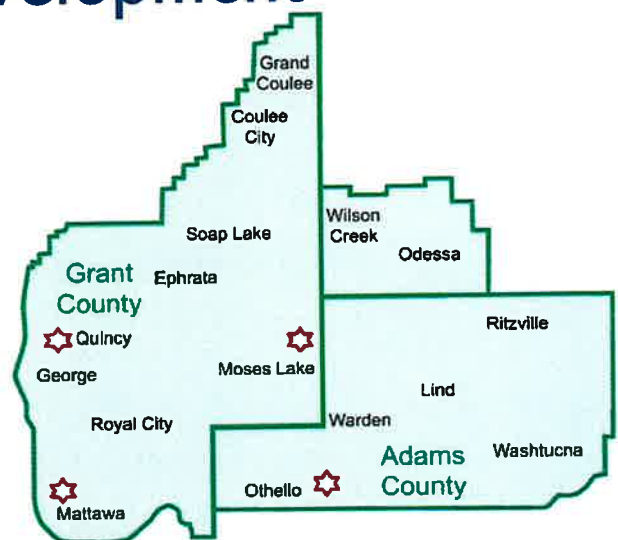 velopment
Grand
Coulee
Coulee
City
Wilson
Creek
Soap Lake
Odessa
Grant
County
Ephrata
Ritzville
Quincy
Moses Lake
George
Lind
Royal City
Warden
Adams
County
Washtucna
Othello
Mattawa